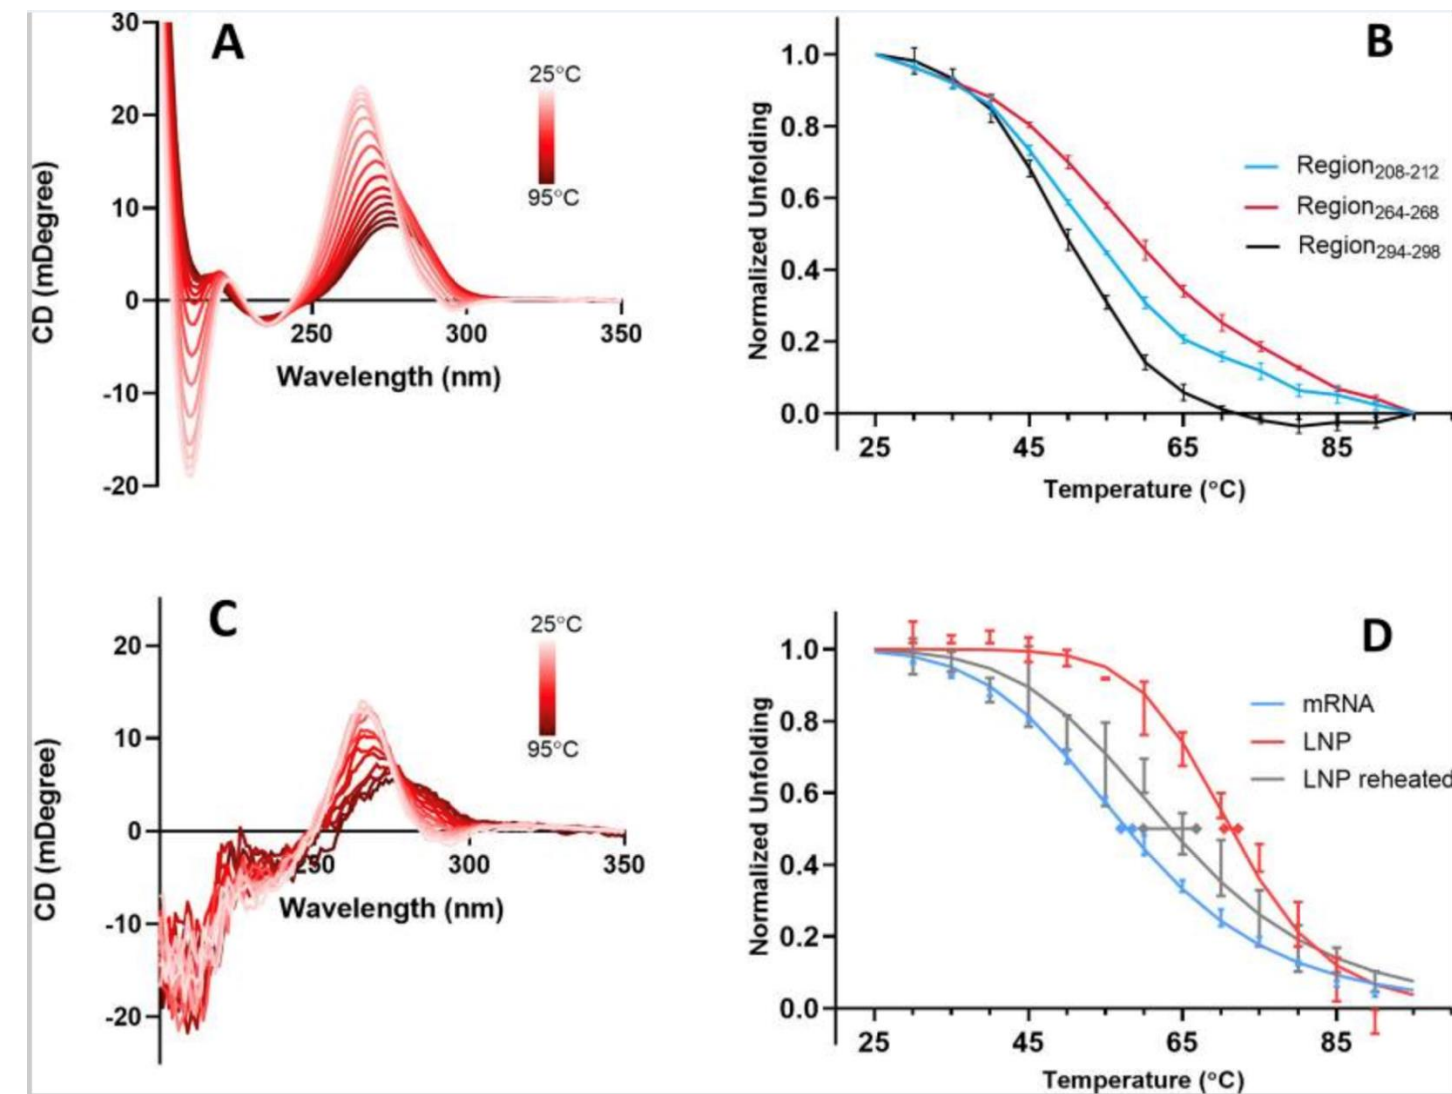 A
30
20
10
0
-10
-20
CD (mDegree)
250
300
350
Wavelength (nm)
25°C
95°C
B
1.0
0.8
0.6
0.4
0.2
0.0
Normalized Unfolding
25
45
65
85
Temperature (°C)
Region208-212
Region264-268
Region294-298
C
20
10
0
-10
-20
CD (mDegree)
250
300
350
Wavelength (nm)
25°C
95°C
D
1.0
0.8
0.6
0.4
0.2
0.0
Normalized Unfolding
25
45
65
85
Temperature (°C)
mRNA
LNP
LNP reheated